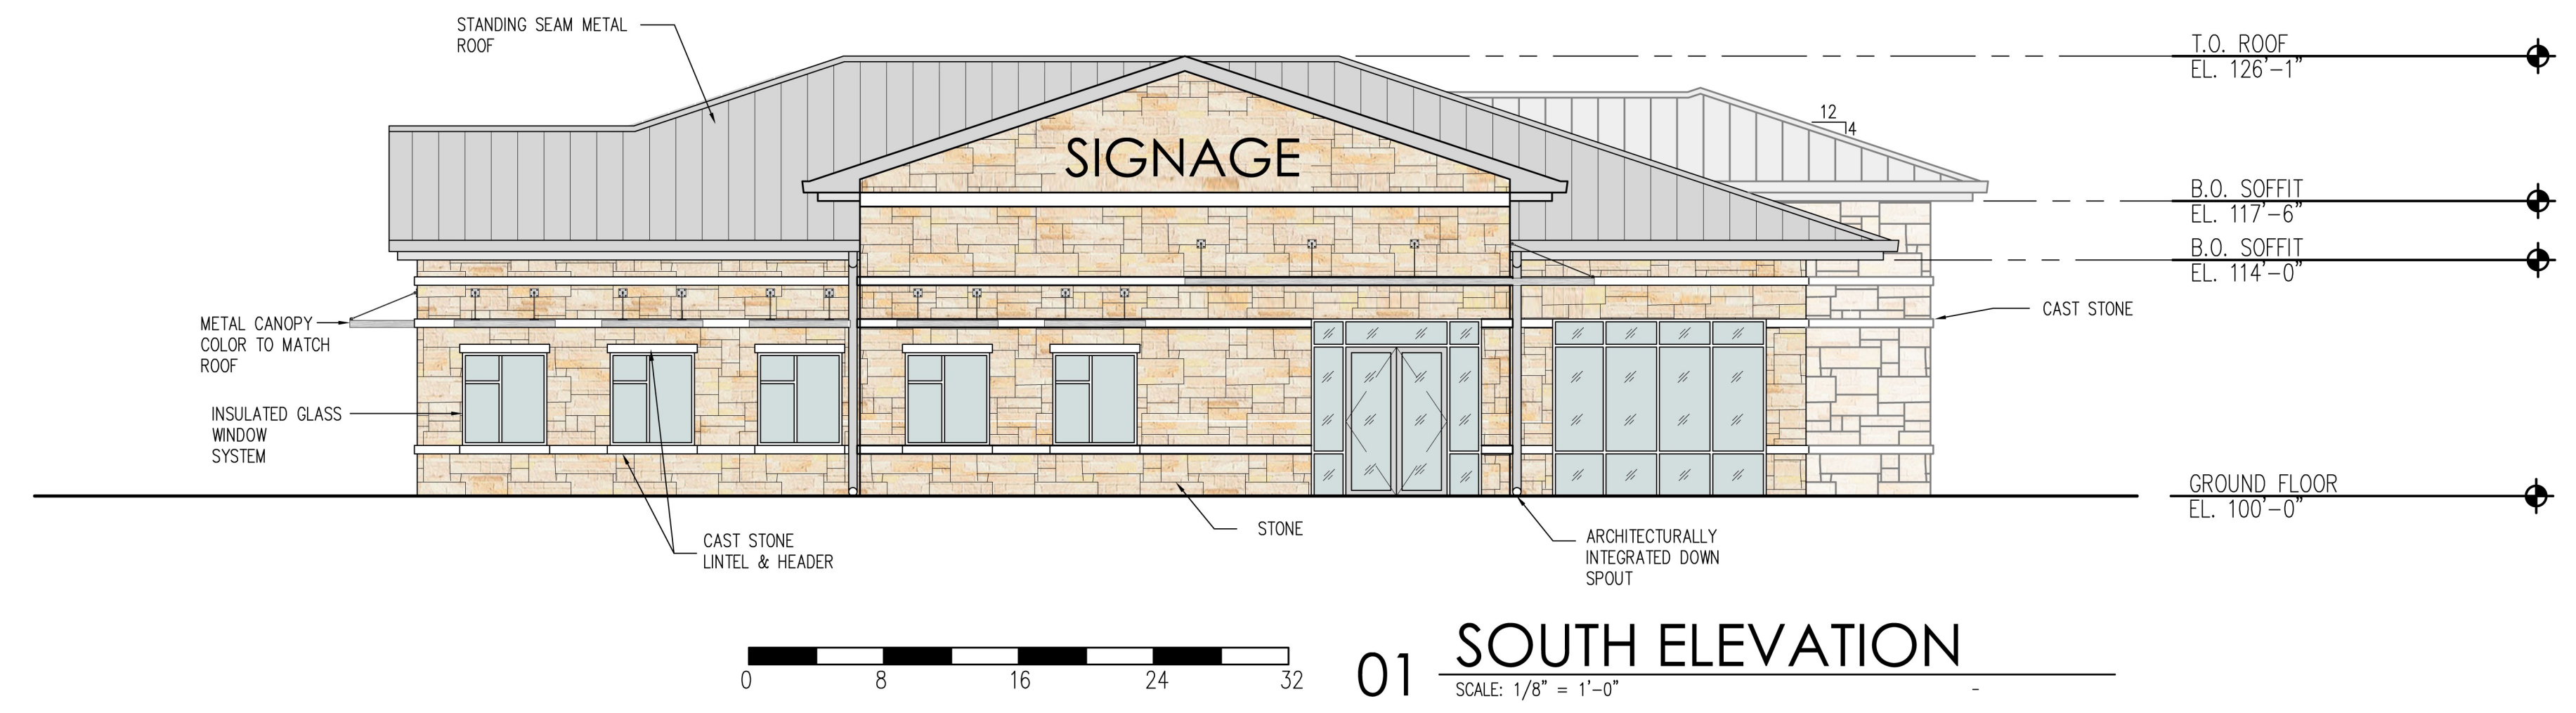 STANDING SEAM METAL
ROOF
T.O. ROOF
EL. 126'-1"
12
4
SIGNAGE
B.O. SOFFIT
EL. 117'-6"
B.O. SOFFIT
EL. 114'-0"
CAST STONE
METAL CANOPY
COLOR TO MATCH
ROOF
INSULATED GLASS
WINDOW
SYSTEM
GROUND FLOOR
EL. 100'-0"
CAST STONE
LINTEL & HEADER
STONE
ARCHITECTURALLY
INTEGRATED DOWN
SPOUT
0 8 16 24 32
01 SOUTH ELEVATION
SCALE: 1/8" = 1'-0" -